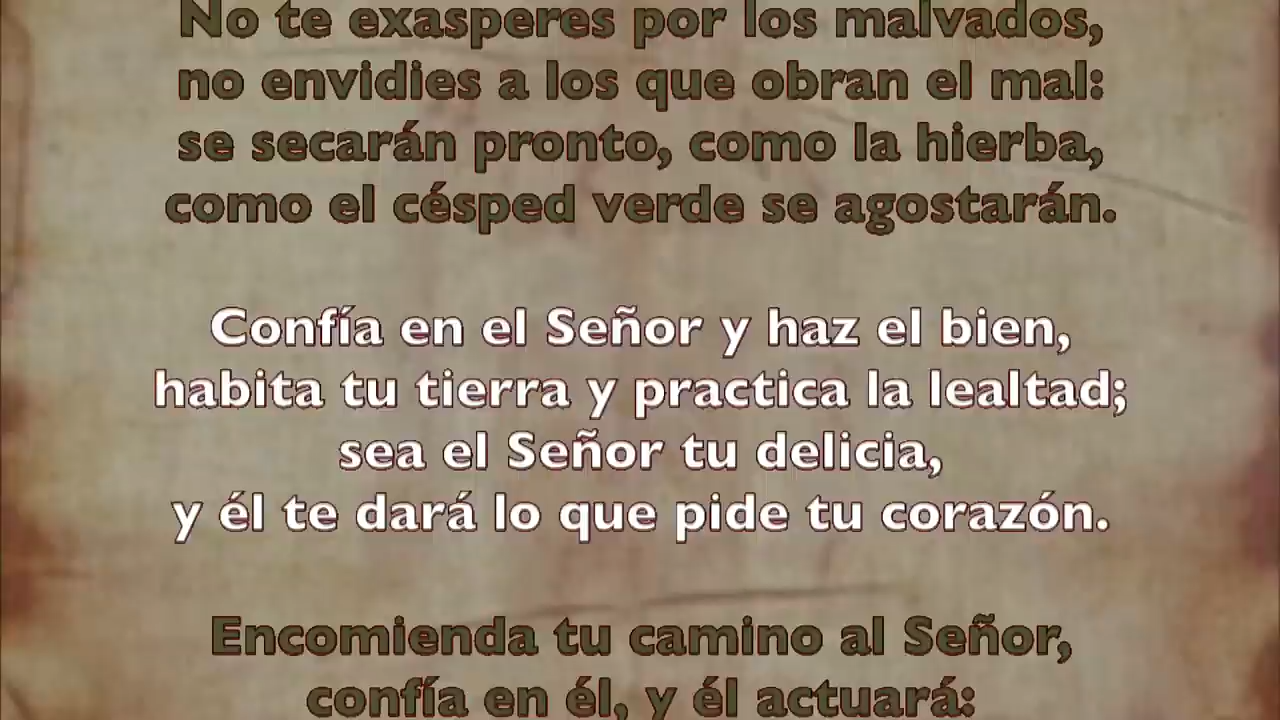 No te exasperes por los malvados,
no envidies a los que obran el mal:
se secarán pronto, como la hierba,
como el césped verde se agostarán.
Confía en el Señor y haz el bien,
habita tu tierra y practica la lealtad;
sea el Señor tu delicia,
y él te dará lo que pide tu corazón.
Encomienda tu camino al Señor,
confía en él, y él actuará: